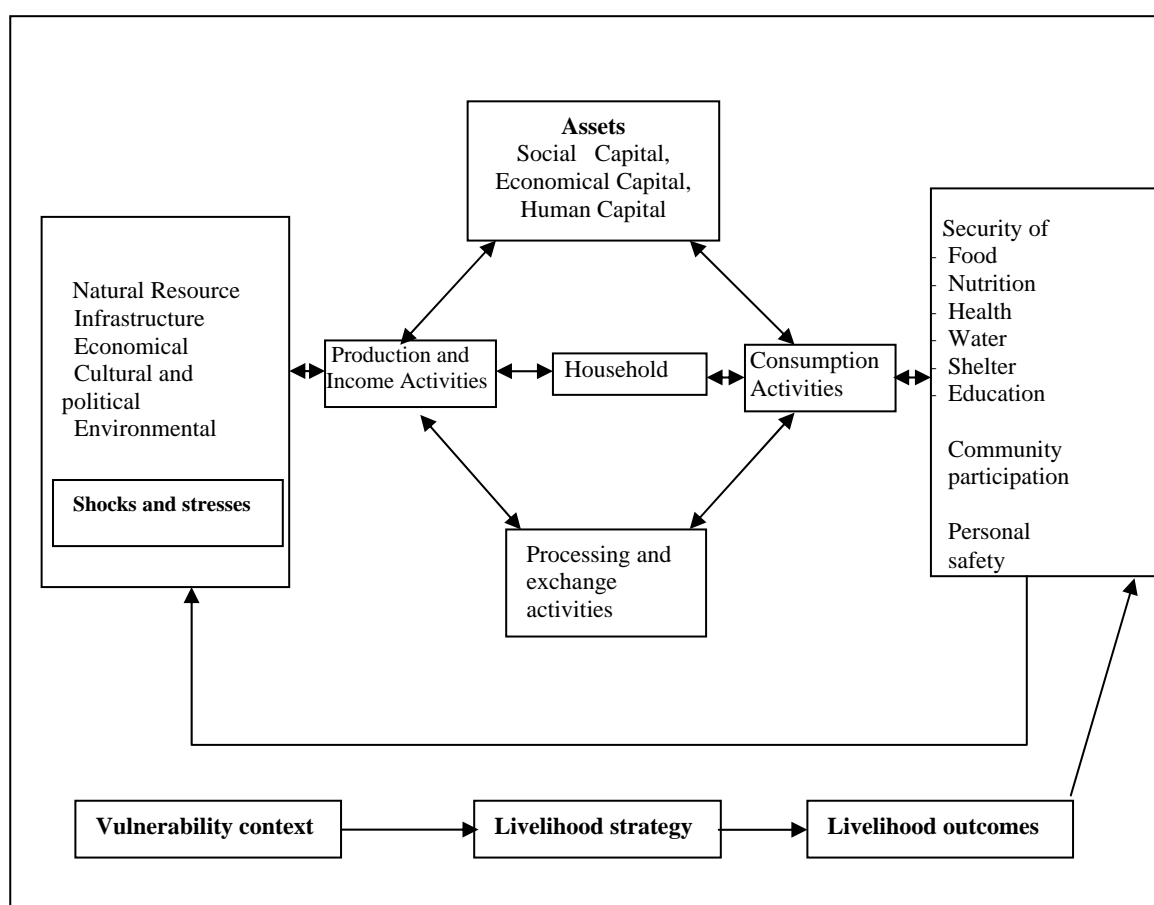 Assets
Social Capital,
Economical Capital,
Human Capital
Natural Resource
Infrastructure
Economical
Cultural and
political
Environmental
Shocks and stresses
Production and
Income Activities
Household
Consumption
Activities
Security of
- Food
- Nutrition
- Health
- Water
- Shelter
- Education
Community
participation
Personal
safety
Processing and
exchange
activities
Vulnerability context
Livelihood strategy
Livelihood outcomes